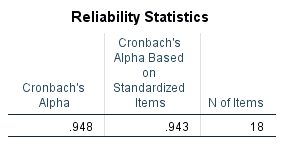 Reliability Statistics
Cronbach's
Alpha
Cronbach's
Alpha Based
on
Standardized
Items
N of Items
.948 .943 18